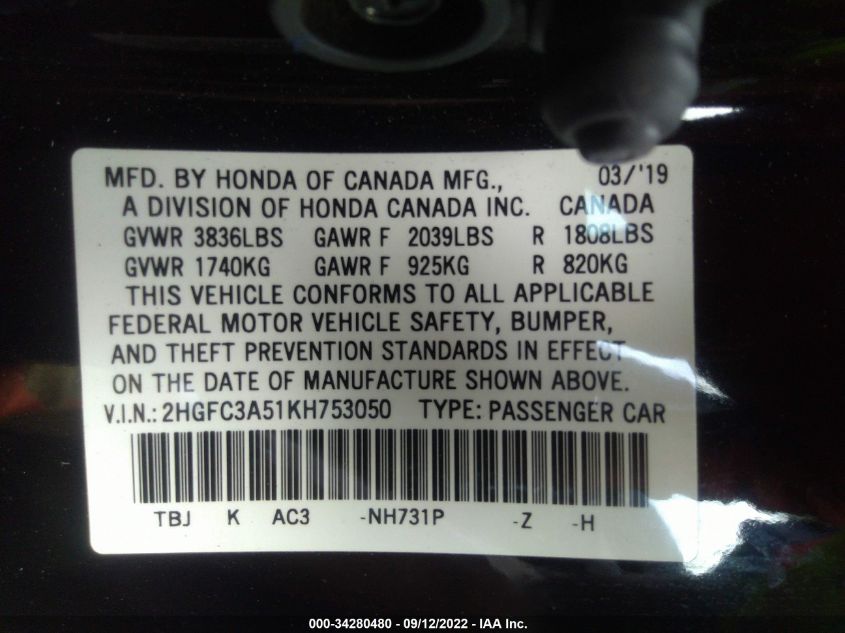 MFD. BY HONDA OF CANADA MFG., 03/'19
A DIVISION OF HONDA CANADA INC. CANADA
GVWR 3836LBS GAWR F 2039LBS R 1808LBS
GVWR 1740KG GAWR F 925KG R 820KG
THIS VEHICLE CONFORMS TO ALL APPLICABLE
FEDERAL MOTOR VEHICLE SAFETY, BUMPER,
AND THEFT PREVENTION STANDARDS IN EFFECT
ON THE DATE OF MANUFACTURE SHOWN ABOVE.
V.I.N.: 2HGFC3A51KH753050 TYPE: PASSENGER CAR
TBJ K AC3 -NH731P -Z -H
000-34280480 - 09/12/2022 - IAA Inc.